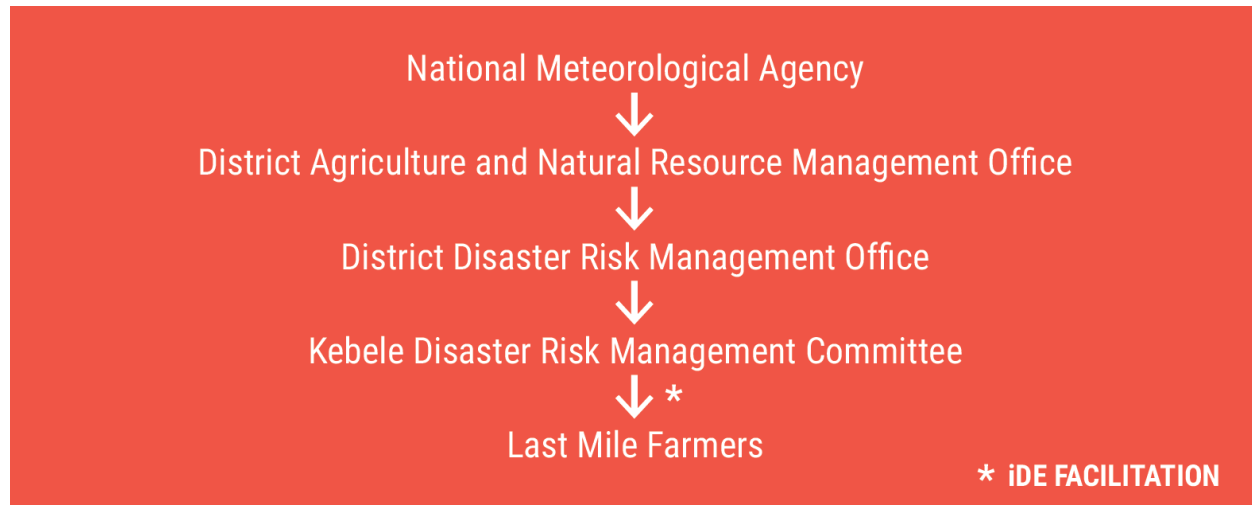 National Meteorological Agency
District Agriculture and Natural Resource Management Office
District Disaster Risk Management Office
Kebele Disaster Risk Management Committee
*
Last Mile Farmers
* iDE FACILITATION